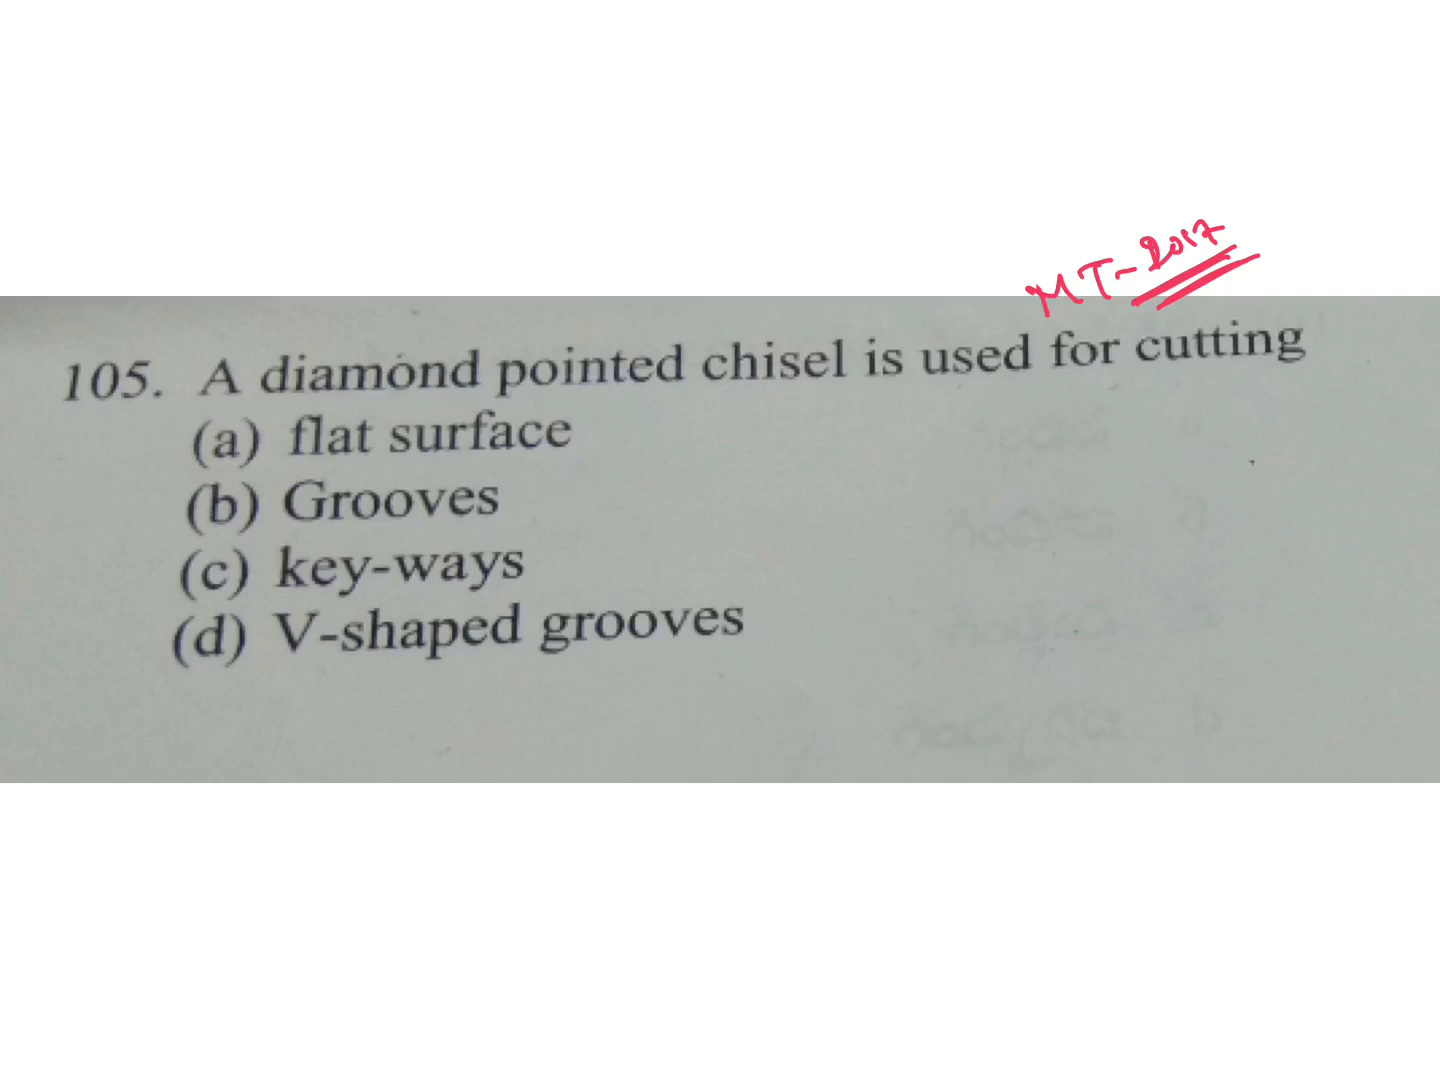 MT-2017
105. A diamond pointed chisel is used for cutting
(a) flat surface
(b) Grooves
(c) key-ways
(d) V-shaped grooves